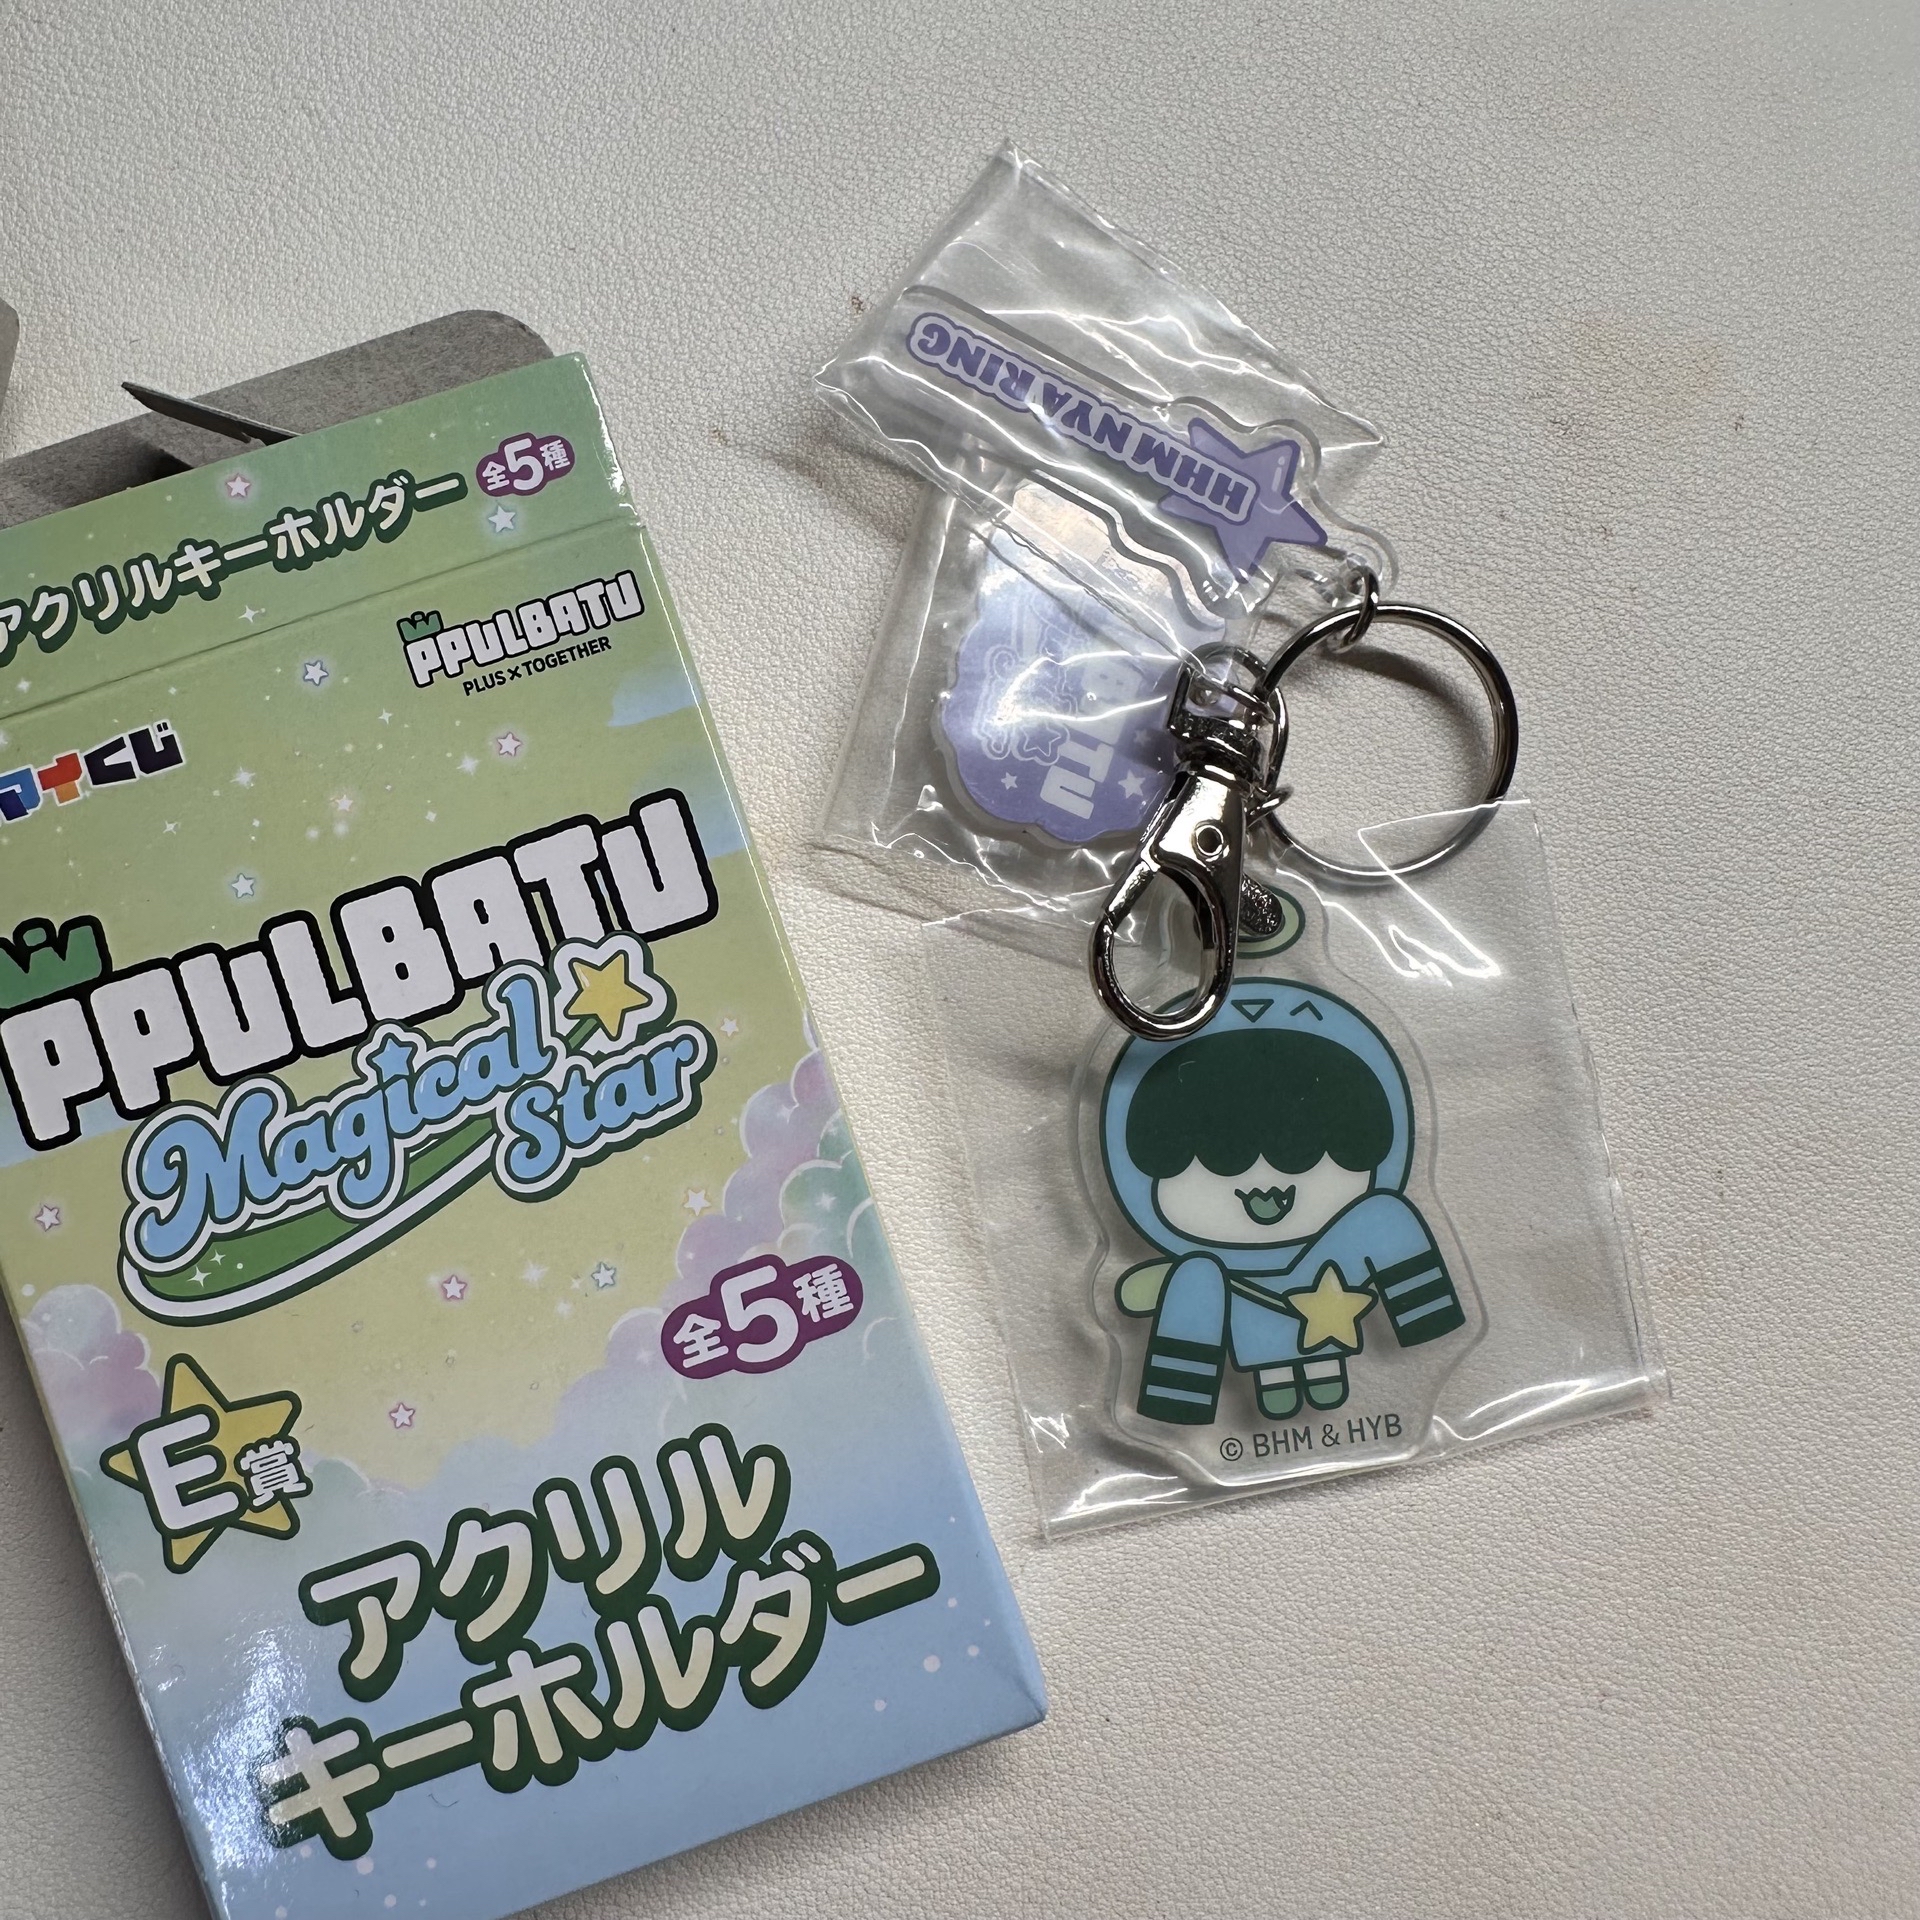 アクリルキーホルダー 全5種
PPULBATU
PLUS×TOGETHER
アイくじ
PPULBATU
Magical
Star
全5種
E賞
アクリル
キーホルダー
HHM NYA RING
BATU
© BHM & HYB